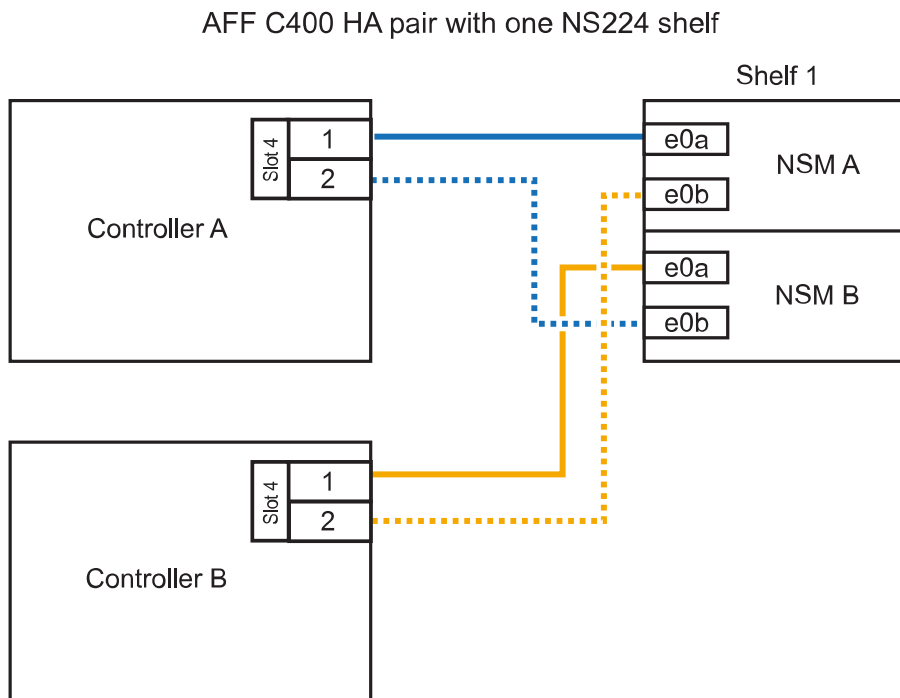 AFF C400 HA pair with one NS224 shelf
Shelf 1
Slot 4
1
2
Controller A
e0a
e0b
NSM A
e0a
e0b
NSM B
Slot 4
1
2
Controller B